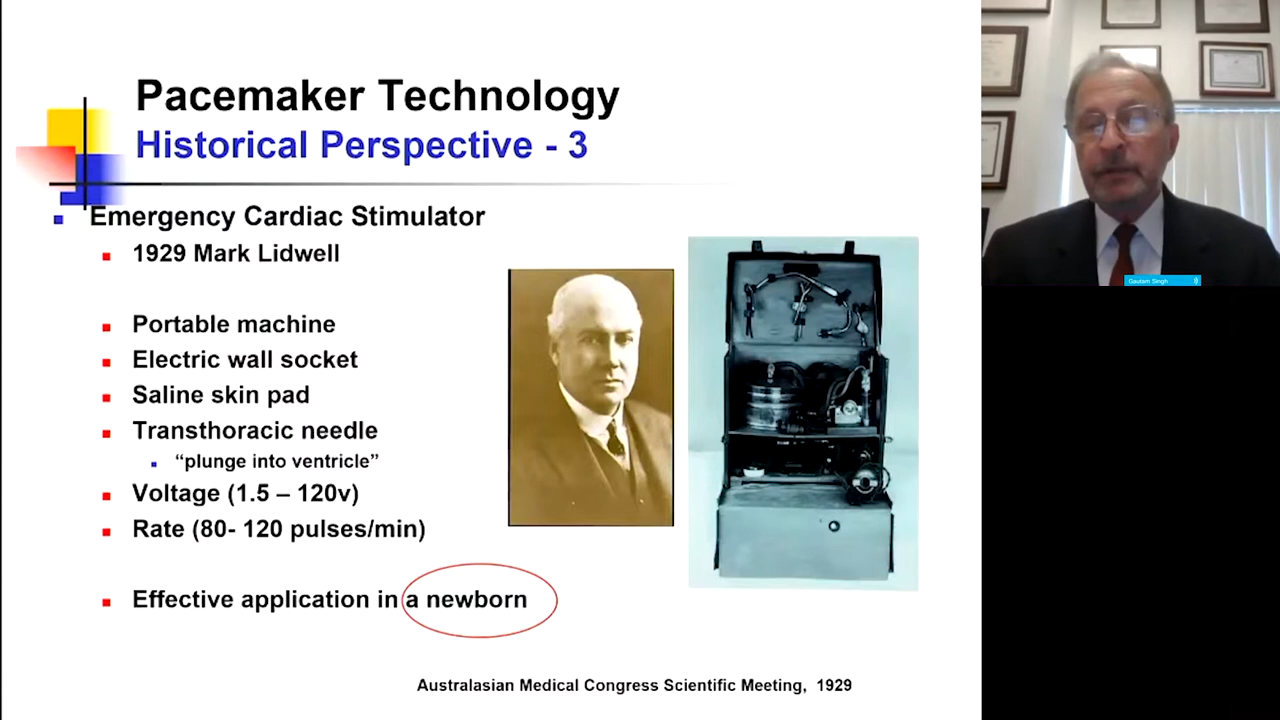 Pacemaker Technology
Historical Perspective - 3
Emergency Cardiac Stimulator
1929 Mark Lidwell
Portable machine
Electric wall socket
Saline skin pad
Transthoracic needle
“plunge into ventricle”
Voltage (1.5 – 120v)
Rate (80- 120 pulses/min)
Effective application in a newborn
Australasian Medical Congress Scientific Meeting, 1929
Gautam Singh